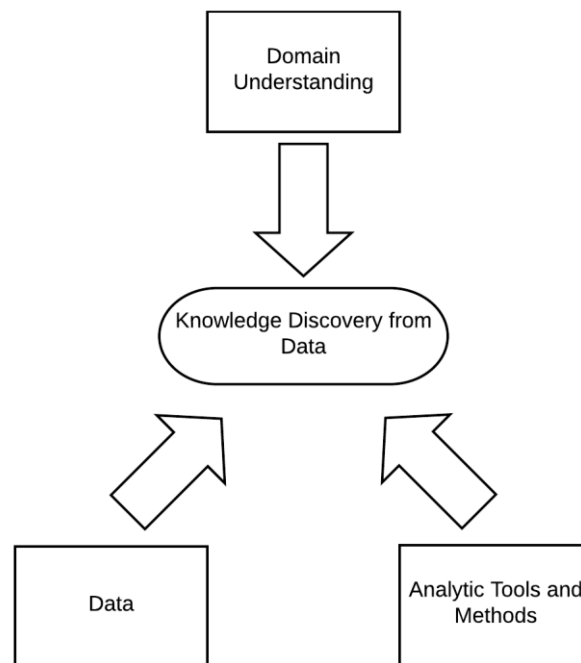 Domain
Understanding
Knowledge Discovery from
Data
Data
Analytic Tools and
Methods